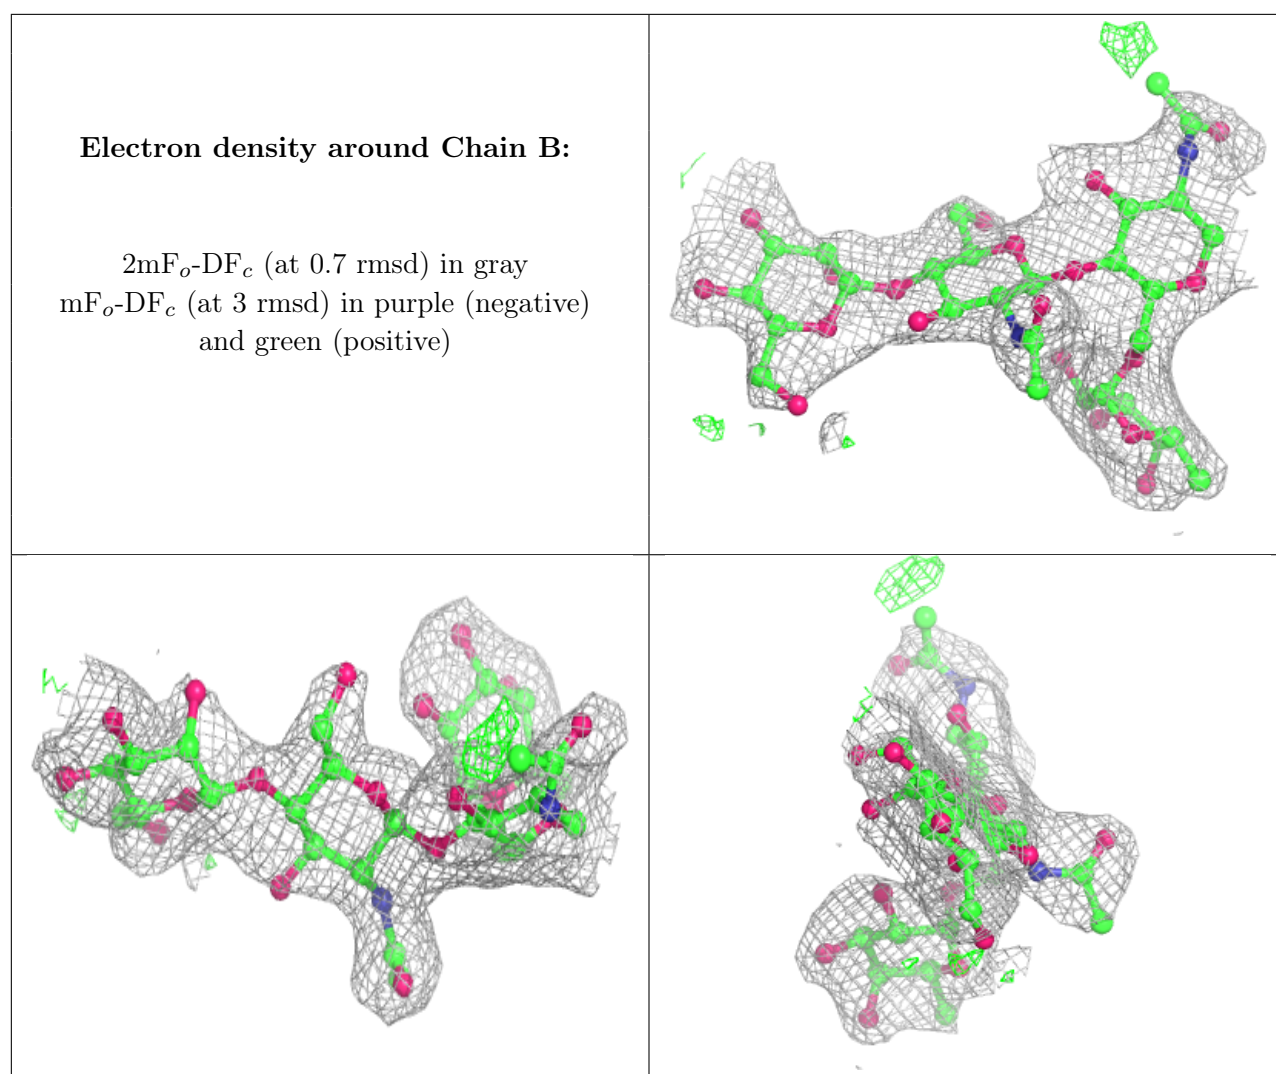 Electron density around Chain B:
2mFo-DFc (at 0.7 rmsd) in gray
mFo-DFc (at 3 rmsd) in purple (negative)
and green (positive)